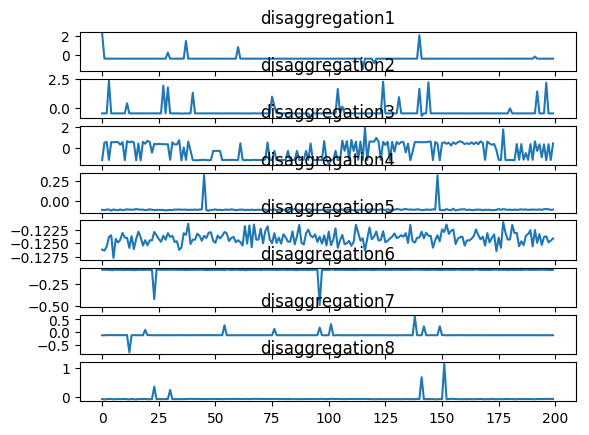 disaggregation1
2
0
disaggregation2
2.5
0.0
disaggregation3
2
0
disaggregation4
0.25
0.00
disaggregation5
−0.1225
−0.1250
−0.1275
disaggregation6
−0.25
−0.50
disaggregation7
0.5
0.0
−0.5
disaggregation8
1
0
0 25 50 75 100 125 150 175 200